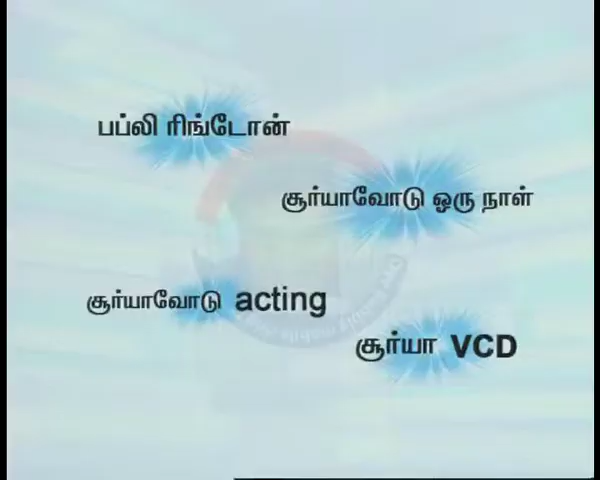 பப்லி ரிங்டோன்
சூர்யாவோடு ஒரு நாள்
சூர்யாவோடு acting
சூர்யா VCD